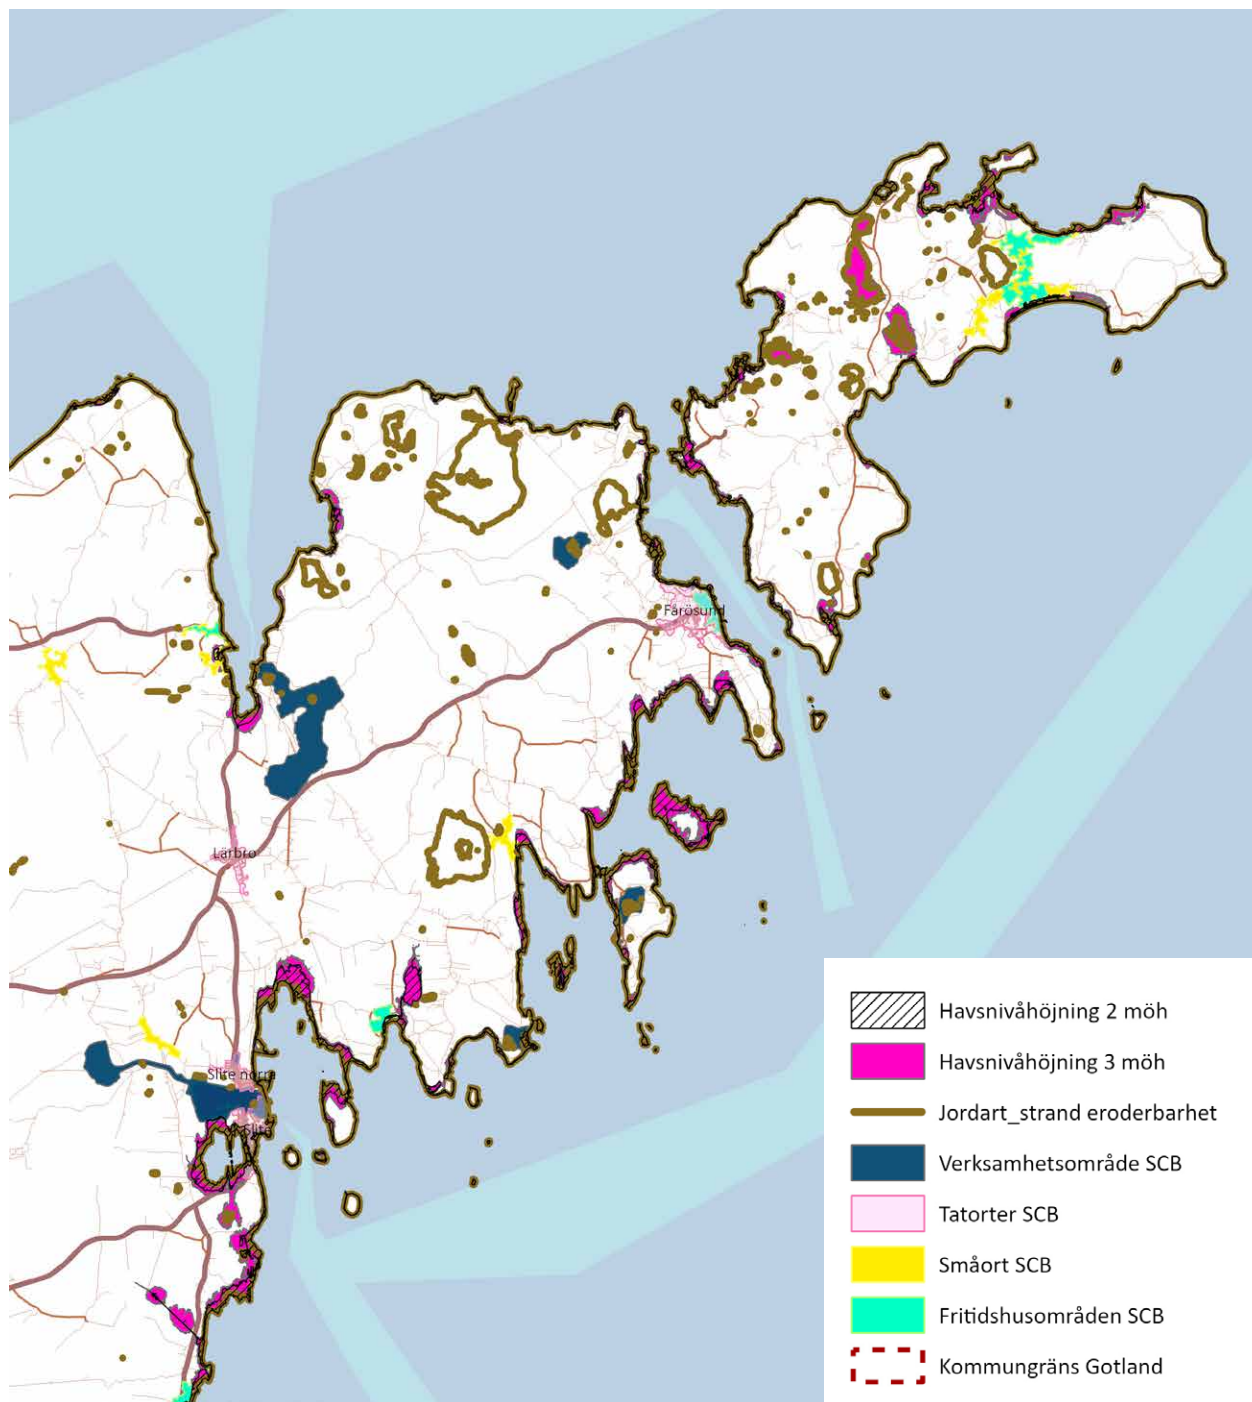 Fårösund
Lärbro
Slite norra
Slite
Havsnivåhöjning 2 möh
Havsnivåhöjning 3 möh
Jordart_strand eroderbarhet
Verksamhetsområde SCB
Tatorter SCB
Småort SCB
Fritidshusområden SCB
Kommungräns Gotland